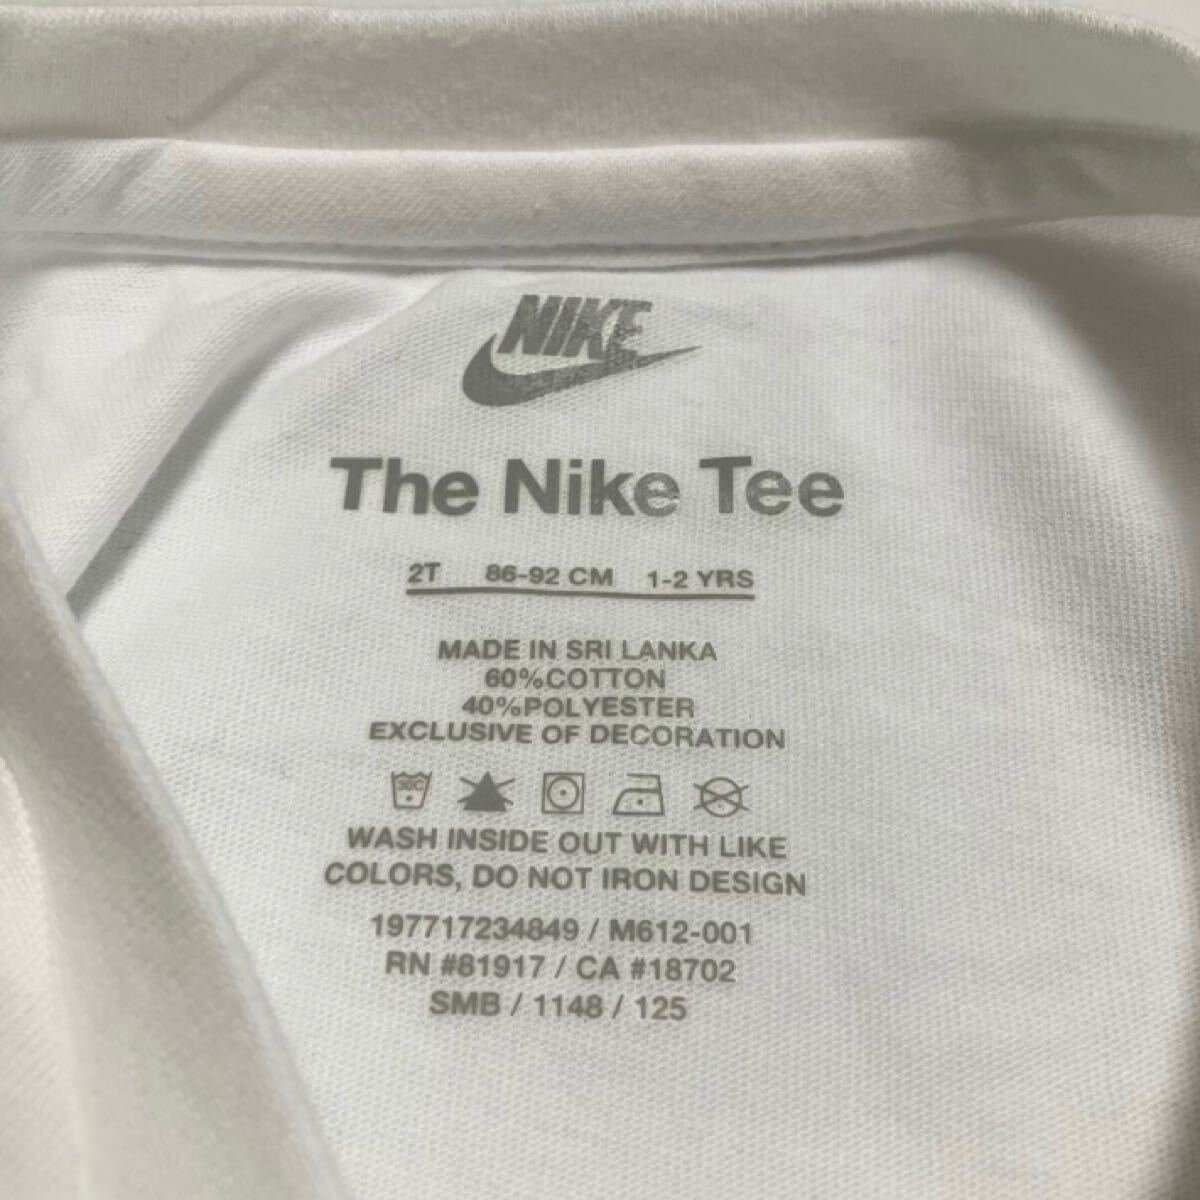 NIKE
The Nike Tee
2T 86-92 CM 1-2 YRS
MADE IN SRI LANKA
60%COTTON
40%POLYESTER
EXCLUSIVE OF DECORATION
30C
WASH INSIDE OUT WITH LIKE
COLORS, DO NOT IRON DESIGN
197717234849 / M612-001
RN #81917 / CA #18702
SMB / 1148 / 125